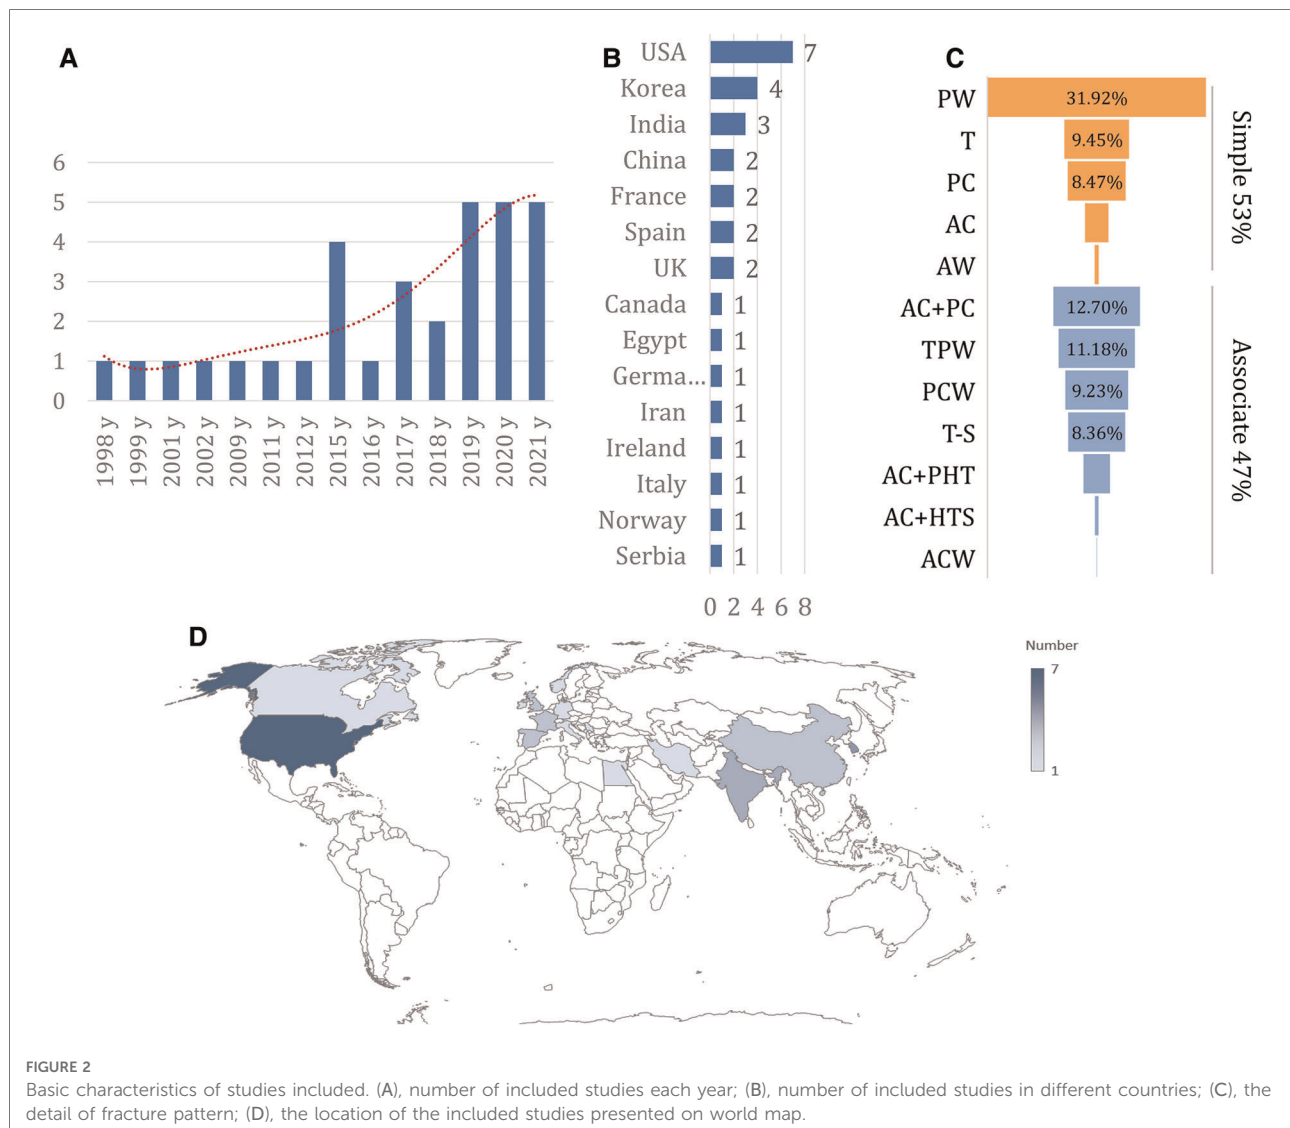 A
6
5
4
3
2
1
0
1998 y
1999 y
2001 y
2002 y
2009 y
2011 y
2012 y
2015 y
2016 y
2017 y
2018 y
2019 y
2020 y
2021 y
B
USA 7
Korea 4
India 3
China 2
France 2
Spain 2
UK 2
Canada 1
Egypt 1
Germa... 1
Iran 1
Ireland 1
Italy 1
Norway 1
Serbia 1
0 2 4 6 8
C
PW 31.92%
T 9.45%
PC 8.47%
AC
AW
AC+PC 12.70%
TPW 11.18%
PCW 9.23%
T-S 8.36%
AC+PHT
AC+HTS
ACW
Simple 53%
Associate 47%
D
Number
7
1
FIGURE 2
Basic characteristics of studies included. (A), number of included studies each year; (B), number of included studies in different countries; (C), the
detail of fracture pattern; (D), the location of the included studies presented on world map.